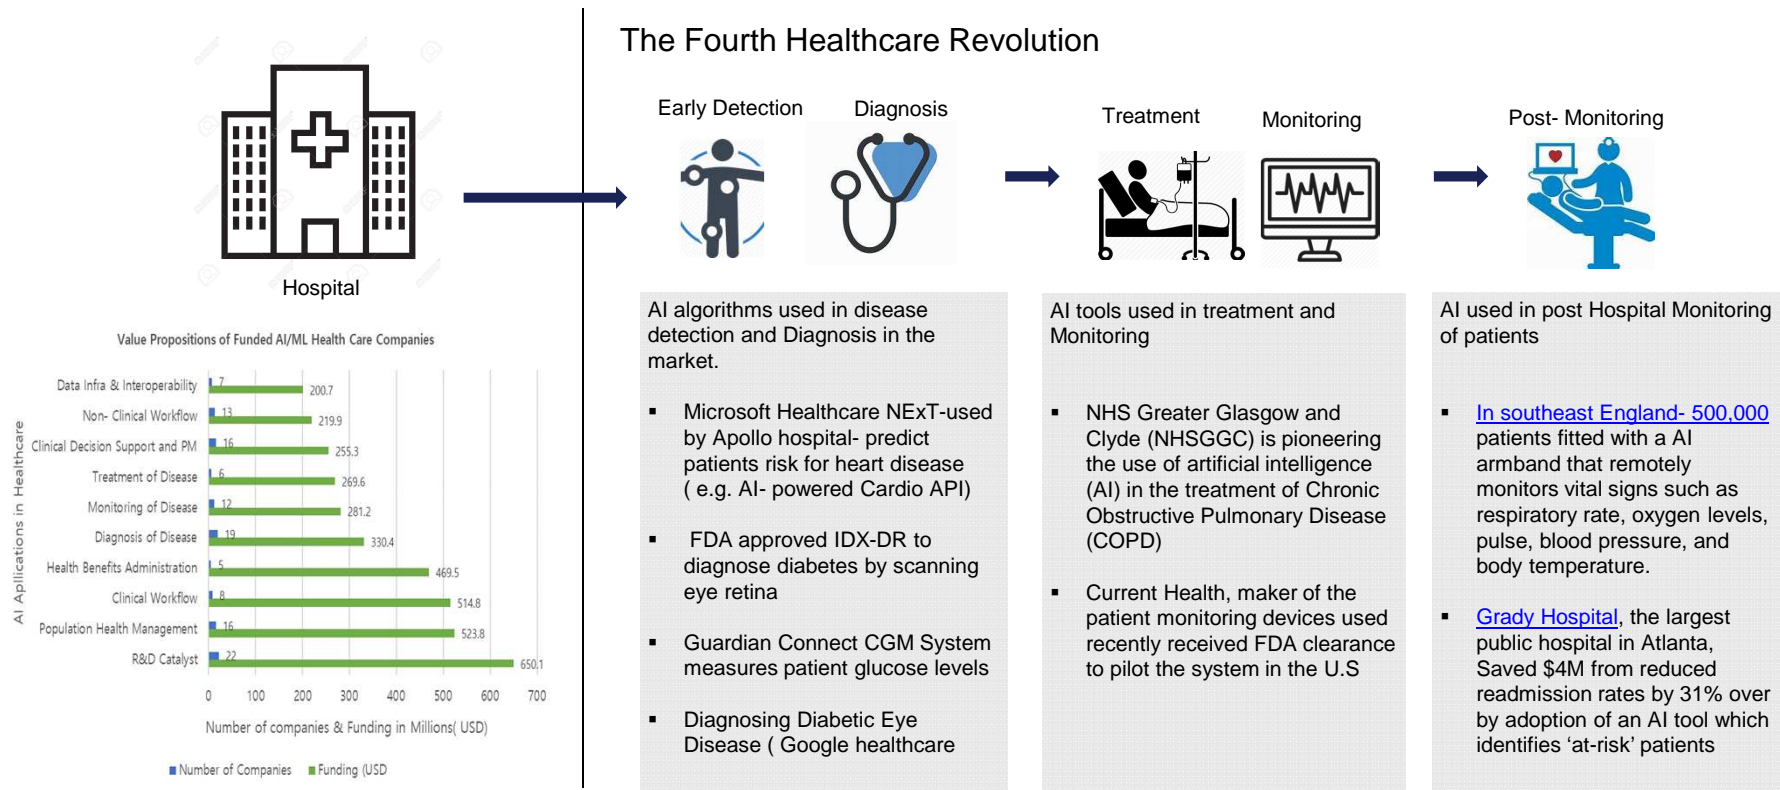 The Fourth Healthcare Revolution
Hospital
Value Propositions of Funded AI/ML Health Care Companies
AI Apllications in Healthcare
Data Infra & Interoperability 7 200.7
Non- Clinical Workflow 13 219.9
Clinical Decision Support and PM 16 255.3
Treatment of Disease 6 269.6
Monitoring of Disease 12 281.2
Diagnosis of Disease 19 330.4
Health Benefits Administration 5 469.5
Clinical Workflow 8 514.8
Population Health Management 16 523.8
R&D Catalyst 22 650.1
0 100 200 300 400 500 600 700
Number of companies & Funding in Millions( USD)
Number of Companies Funding (USD
Early Detection
Diagnosis
AI algorithms used in disease
detection and Diagnosis in the
market.
▪ Microsoft Healthcare NExT-used
by Apollo hospital- predict
patients risk for heart disease
( e.g. AI- powered Cardio API)
▪ FDA approved IDX-DR to
diagnose diabetes by scanning
eye retina
▪ Guardian Connect CGM System
measures patient glucose levels
▪ Diagnosing Diabetic Eye
Disease ( Google healthcare
Treatment
Monitoring
AI tools used in treatment and
Monitoring
▪ NHS Greater Glasgow and
Clyde (NHSGGC) is pioneering
the use of artificial intelligence
(AI) in the treatment of Chronic
Obstructive Pulmonary Disease
(COPD)
▪ Current Health, maker of the
patient monitoring devices used
recently received FDA clearance
to pilot the system in the U.S
Post- Monitoring
AI used in post Hospital Monitoring
of patients
▪ In southeast England- 500,000
patients fitted with a AI
armband that remotely
monitors vital signs such as
respiratory rate, oxygen levels,
pulse, blood pressure, and
body temperature.
▪ Grady Hospital, the largest
public hospital in Atlanta,
Saved $4M from reduced
readmission rates by 31% over
by adoption of an AI tool which
identifies ‘at-risk’ patients